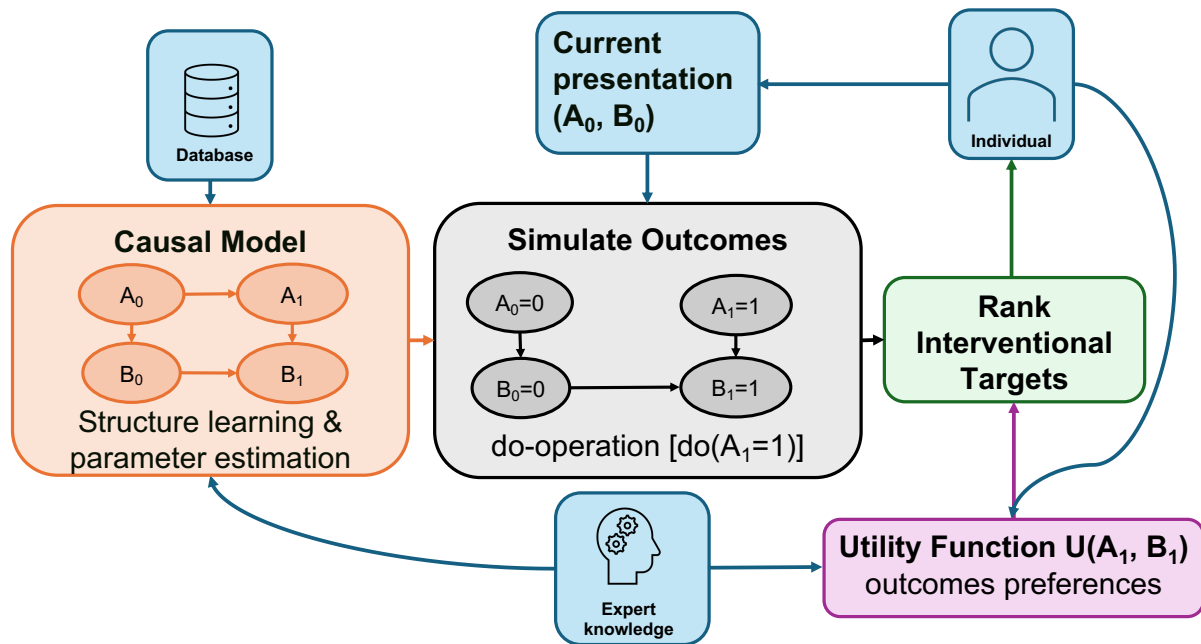 Database
Current
presentation
(A₀, B₀)
Individual
Causal Model
A₀
A₁
B₀
B₁
Structure learning &
parameter estimation
Simulate Outcomes
A₀=0
A₁=1
B₀=0
B₁=1
do-operation [do(A₁=1)]
Rank
Interventional
Targets
Expert
knowledge
Utility Function U(A₁, B₁)
outcomes preferences